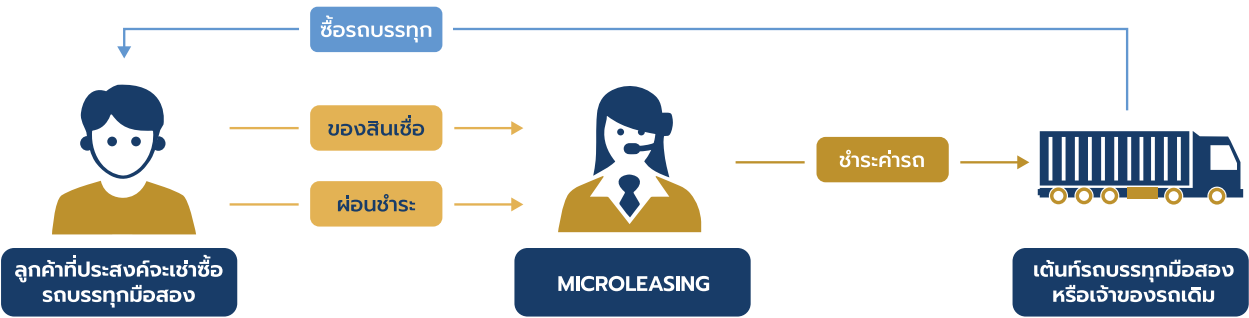 ซื้อรถบรรทุก
ของสินเชื่อ
ผ่อนชำระ
ชำระค่ารถ
ลูกค้าที่ประสงค์จะเช่าซื้อ
รถบรรทุกมือสอง
MICROLEASING
เต้นท์รถบรรทุกมือสอง
หรือเจ้าของรถเดิม